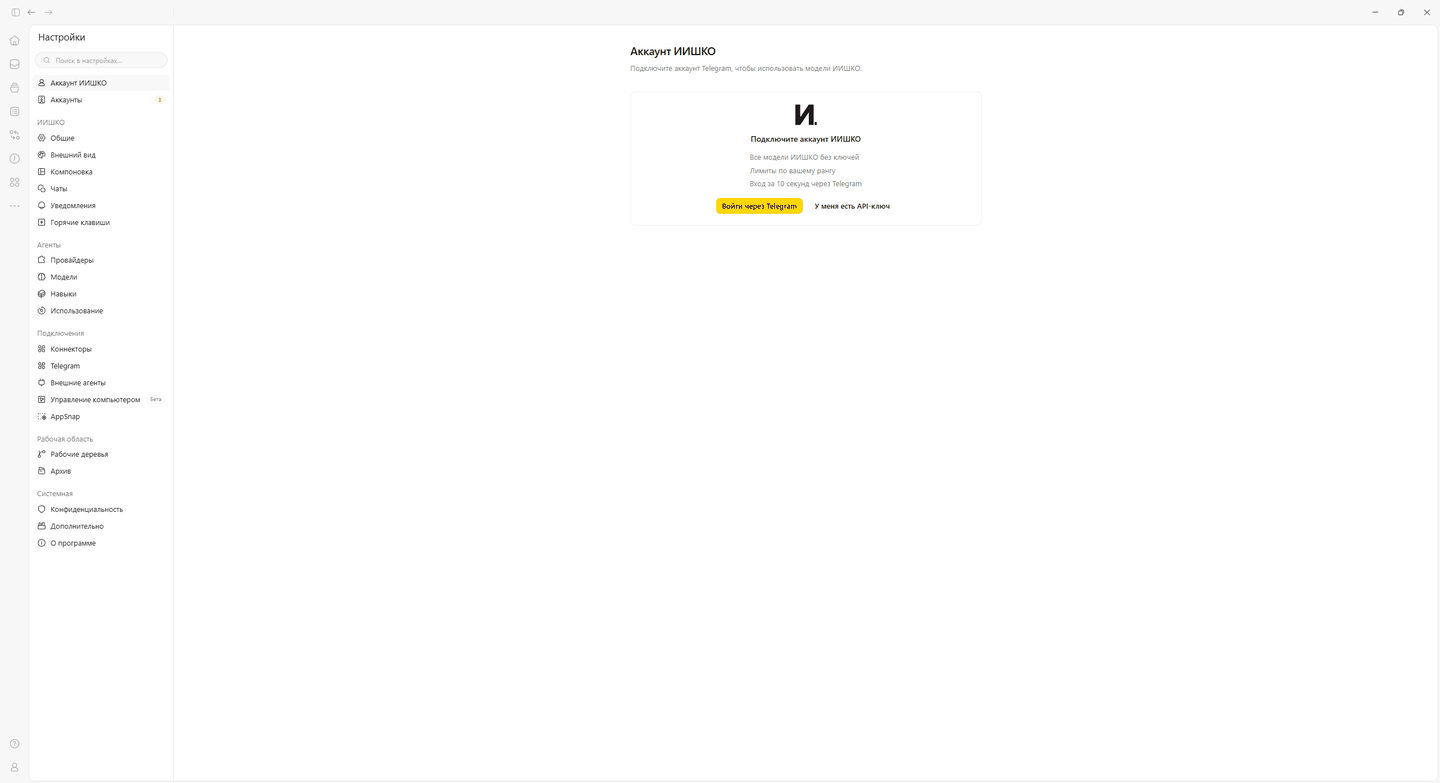 Настройки
Поиск в настройках...
Аккаунт ИИШКО
Аккаунты 3
ИИШКО
Общие
Внешний вид
Компоновка
Чаты
Уведомления
Горячие клавиши
Агенты
Провайдеры
Модели
Навыки
Использование
Подключения
Коннекторы
Telegram
Внешние агенты
Управление компьютером Бета
AppSnap
Рабочая область
Рабочие деревья
Архив
Системная
Конфиденциальность
Дополнительно
О программе
Аккаунт ИИШКО
Подключите аккаунт Telegram, чтобы использовать модели ИИШКО.
И.
Подключите аккаунт ИИШКО
Все модели ИИШКО без ключей
Лимиты по вашему рангу
Вход за 10 секунд через Telegram
Войти через Telegram У меня есть API-ключ